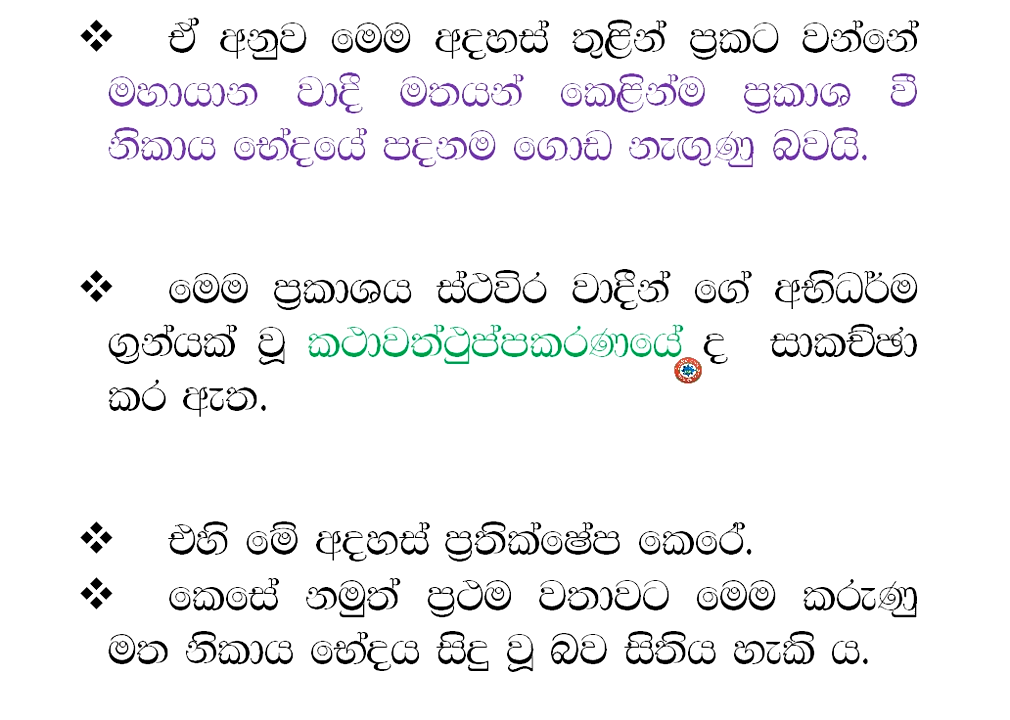 ❖ ඒ අනුව මෙම අදහස් තුළින් ප්‍රකට වන්නේ
මහායාන වාදී මතයන් කෙළින්ම ප්‍රකාශ වී
නිකාය භේදයේ පදනම ගොඩ නැඟුණු බවයි.
❖ මෙම ප්‍රකාශය ස්ථවිර වාදීන් ගේ අභිධර්ම
ග්‍රන්යක් වූ කථාවත්ථුප්පකරණයේ ද සාකච්ඡා
කර ඇත.
❖ එහි මේ අදහස් ප්‍රතික්ෂේප කෙරේ.
❖ කෙසේ නමුත් ප්‍රථම වතාවට මෙම කරුණු
මත නිකාය භේදය සිදු වූ බව සිතිය හැකි ය.